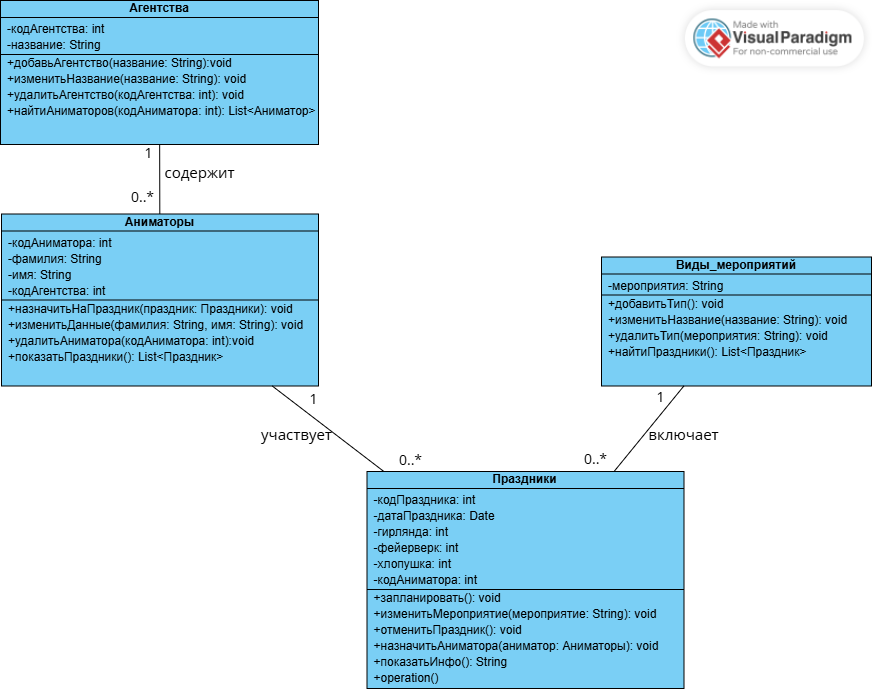 Агентства
-кодАгентства: int
-название: String
+добавьАгентство(название: String):void
+изменитьНазвание(название: String): void
+удалитьАгентство(кодАгентства: int): void
+найтиАниматоров(кодАниматора: int): List<Аниматор>
Made with
VisualParadigm
For non-commercial use
1
содержит
0..*
Аниматоры
-кодАниматора: int
-фамилия: String
-имя: String
-кодАгентства: int
+назначитьНаПраздник(праздник: Праздники): void
+изменитьДанные(фамилия: String, имя: String): void
+удалитьАниматора(кодАниматора: int):void
+показатьПраздники(): List<Праздник>
Виды_мероприятий
-мероприятия: String
+добавитьТип(): void
+изменитьНазвание(название: String): void
+удалитьТип(мероприятия: String): void
+найтиПраздники(): List<Праздник>
1
участвует
0..*
1
включает
0..*
Праздники
-кодПраздника: int
-датаПраздника: Date
-гирлянда: int
-фейерверк: int
-хлопушка: int
-кодАниматора: int
+запланировать(): void
+изменитьМероприятие(мероприятие: String): void
+отменитьПраздник(): void
+назначитьАниматора(аниматор: Аниматоры): void
+показатьИнфо(): String
+operation()